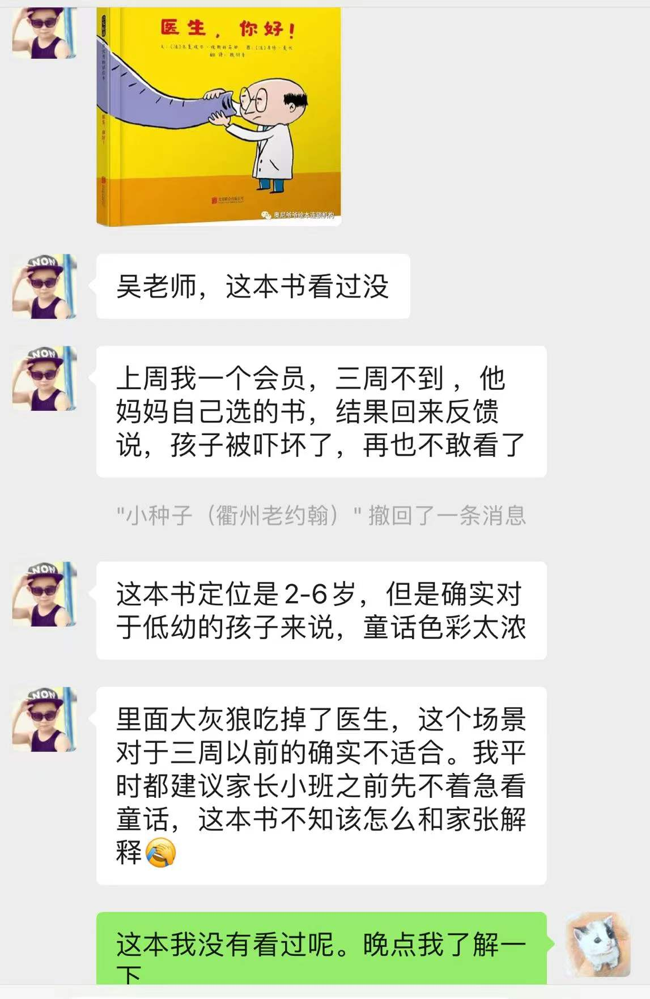 医生，你好！
奥尼爷爷绘本连锁机构
NON
吴老师，这本书看过没
NON
上周我一个会员，三周不到，他
妈妈自己选的书，结果回来反馈
说，孩子被吓坏了，再也不敢看了
"小种子（衢州老约翰）" 撤回了一条消息
NON
这本书定位是2-6岁，但是确实对
于低幼的孩子来说，童话色彩太浓
NON
里面大灰狼吃掉了医生，这个场景
对于三周以前的确实不适合。我平
时都建议家长小班之前先不着急看
童话，这本书不知该怎么和家张解
释
这本我没有看过呢。晚点我了解一
下